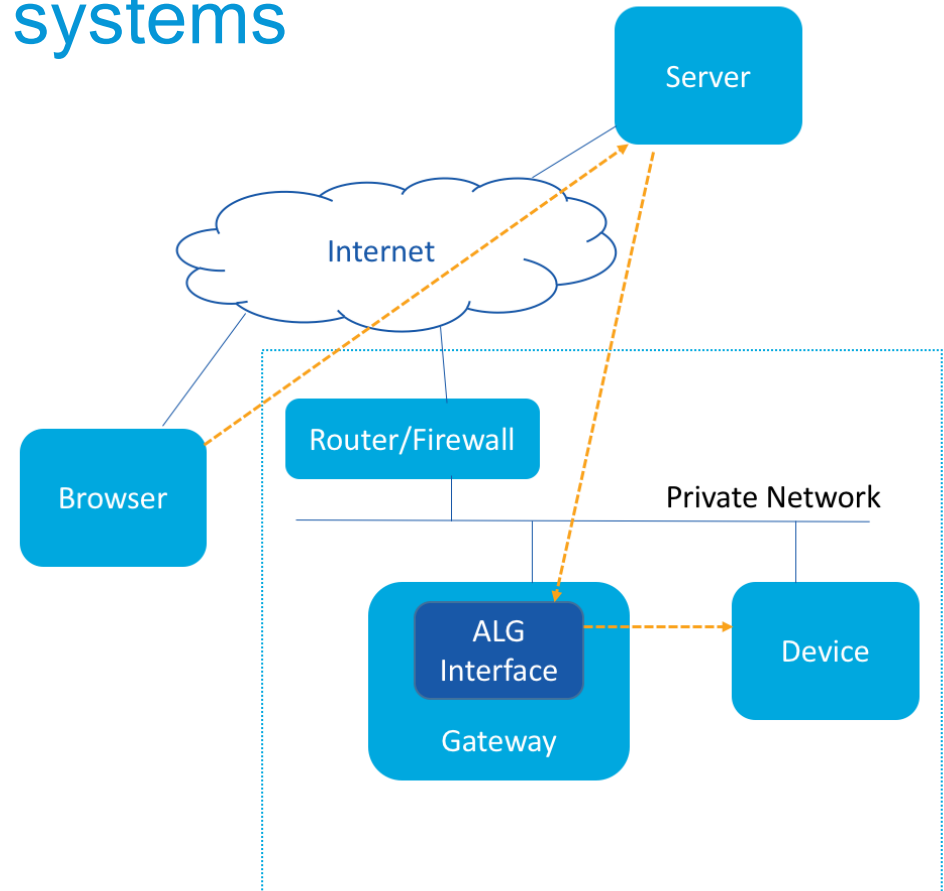 systems
Server
Internet
Router/Firewall
Browser
Private Network
ALG
Interface
Device
Gateway